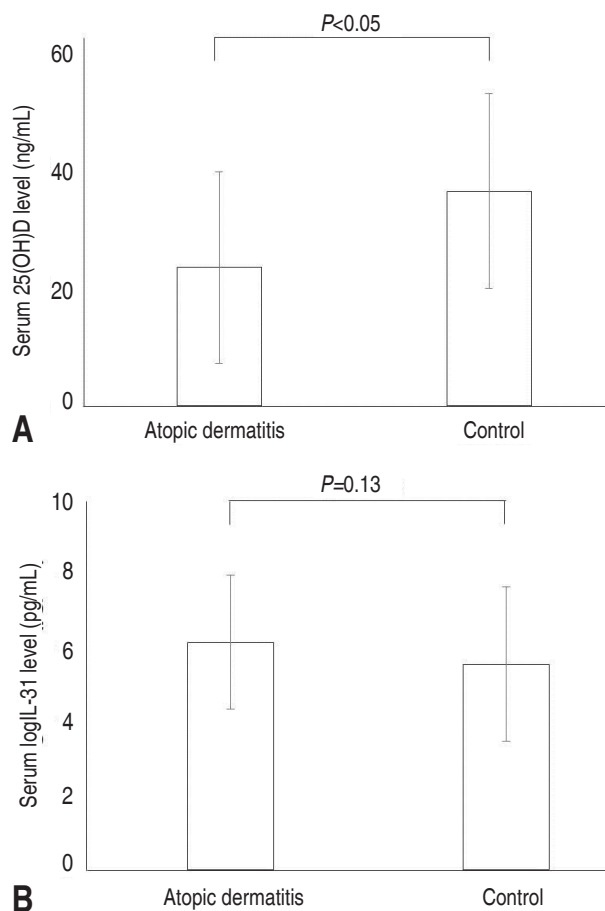 P<0.05
60
40
20
0
Serum 25(OH)D level (ng/mL)
A
Atopic dermatitis Control
P=0.13
10
8
6
4
2
0
Serum logIL-31 level (pg/mL)
B
Atopic dermatitis Control